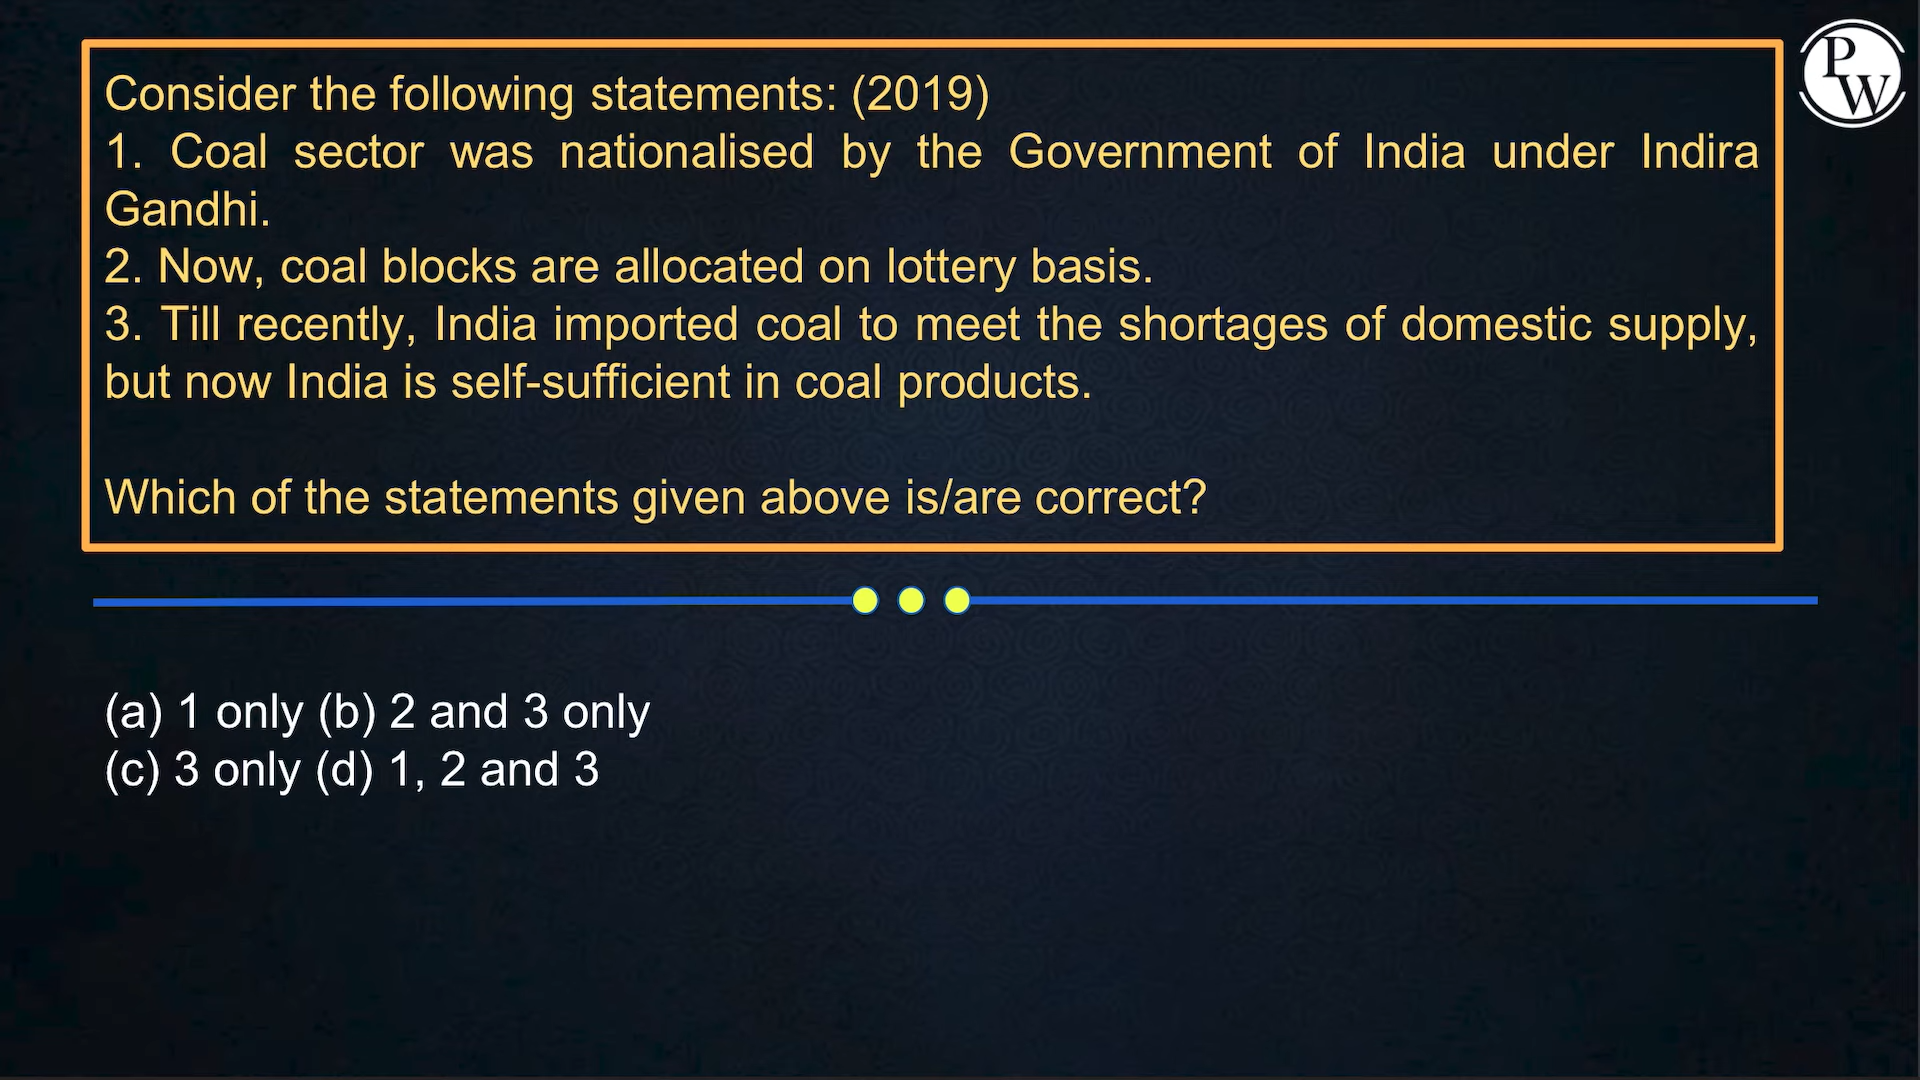 Consider the following statements: (2019)
1. Coal sector was nationalised by the Government of India under Indira
Gandhi.
2. Now, coal blocks are allocated on lottery basis.
3. Till recently, India imported coal to meet the shortages of domestic supply,
but now India is self-sufficient in coal products.
Which of the statements given above is/are correct?
(a) 1 only (b) 2 and 3 only
(c) 3 only (d) 1, 2 and 3
P
W